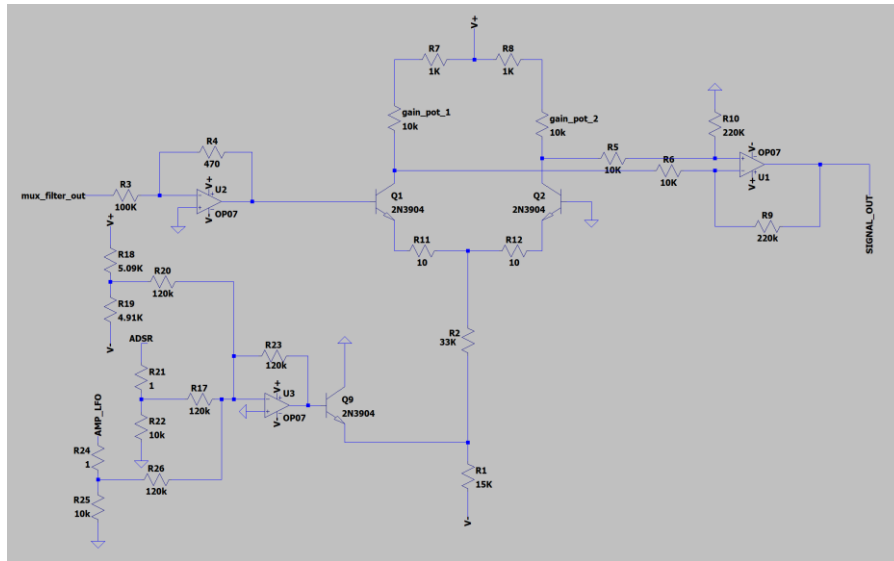 V+
R7
1K
R8
1K
gain_pot_1
10k
gain_pot_2
10k
R10
220K
R4
470
R5
10K
R6
10K
V-
V+
OP07
U1
mux_filter_out
R3
100K
V+
U2
V-
OP07
Q1
2N3904
Q2
2N3904
R9
220k
SIGNAL_OUT
V+
R18
5.09K
R20
120k
R11
10
R12
10
R19
4.91K
V-
R2
33K
ADSR
R23
120k
R21
1
R17
120k
V+
U3
V-
OP07
Q9
2N3904
R22
10k
AMP_LFO
R24
1
R26
120k
R1
15K
R25
10k
V-